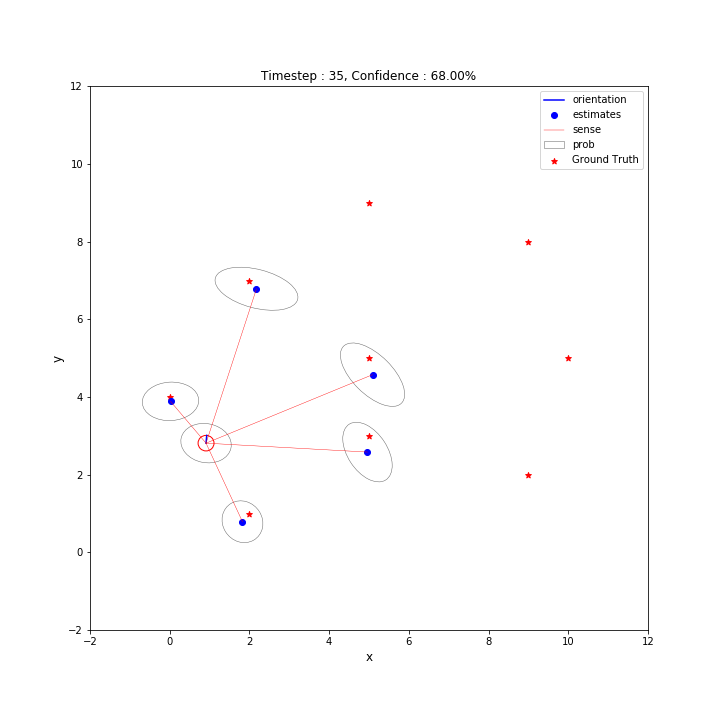 Timestep : 35, Confidence : 68.00%
orientation
estimates
sense
prob
Ground Truth
12
10
8
6
4
2
0
−2
y
−2 0 2 4 6 8 10 12
x